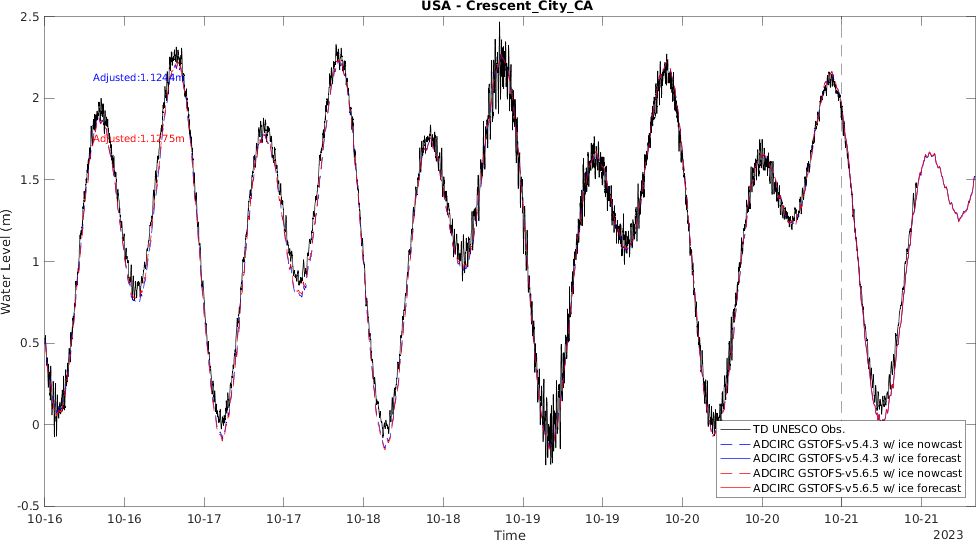 USA - Crescent_City_CA
2.5
2
1.5
1
0.5
0
-0.5
Water Level (m)
Adjusted:1.1244m
Adjusted:1.1275m
TD UNESCO Obs.
ADCIRC GSTOFS-v5.4.3 w/ ice nowcast
ADCIRC GSTOFS-v5.4.3 w/ ice forecast
ADCIRC GSTOFS-v5.6.5 w/ ice nowcast
ADCIRC GSTOFS-v5.6.5 w/ ice forecast
10-16 10-16 10-17 10-17 10-18 10-18 10-19 10-19 10-20 10-20 10-21 10-21
Time
2023